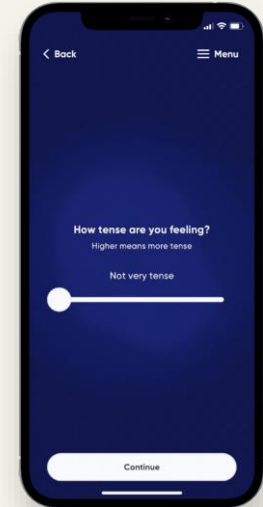 Back
Menu
How tense are you feeling?
Higher means more tense
Not very tense
Continue